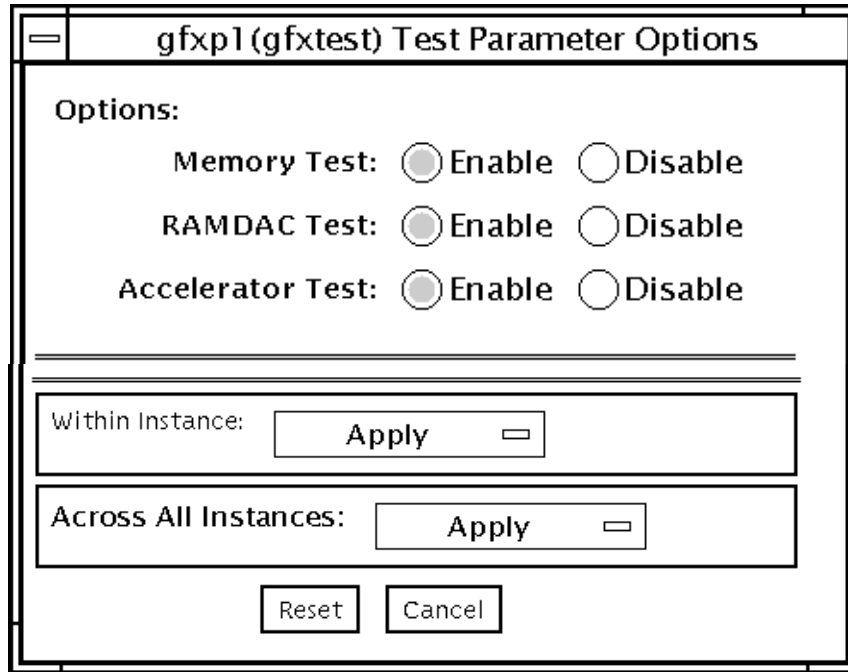 gfxp1(gfxtest) Test Parameter Options
Options:
Memory Test: Enable Disable
RAMDAC Test: Enable Disable
Accelerator Test: Enable Disable
Within Instance: Apply
Across All Instances: Apply
Reset Cancel